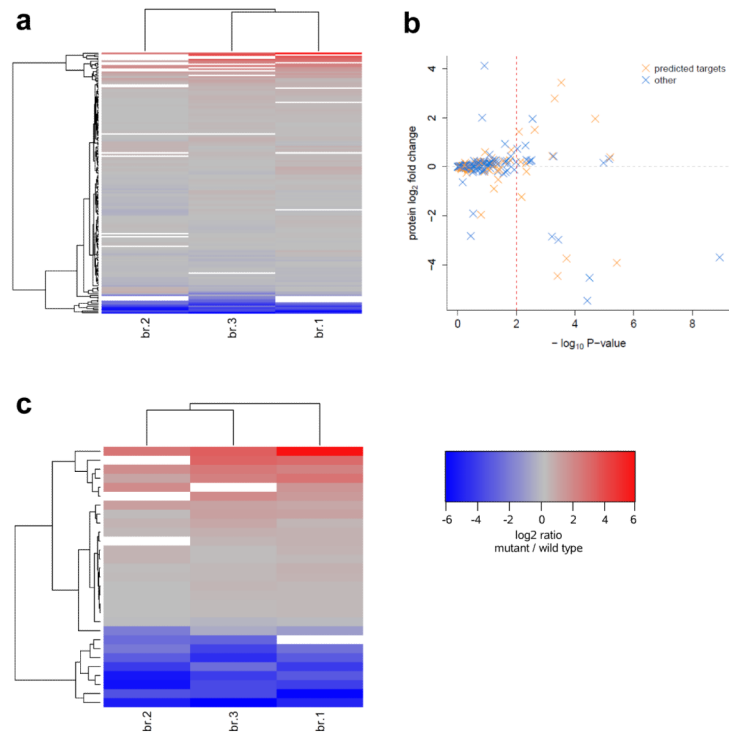 a
br.2
br.3
br.1
b
4
2
0
-2
-4
protein log2 fold change
predicted targets
other
0
2
4
6
8
− log10 P−value
c
br.2
br.3
br.1
-6
-4
-2
0
2
4
6
log2 ratio
mutant / wild type